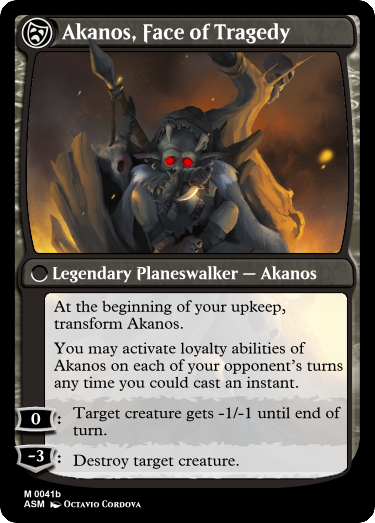 Akanos, Face of Tragedy
Legendary Planeswalker — Akanos
At the beginning of your upkeep,
transform Akanos.
You may activate loyalty abilities of
Akanos on each of your opponent's turns
any time you could cast an instant.
0 : Target creature gets -1/-1 until end of
turn.
-3 : Destroy target creature.
M 0041b
ASM Octavio Cordova